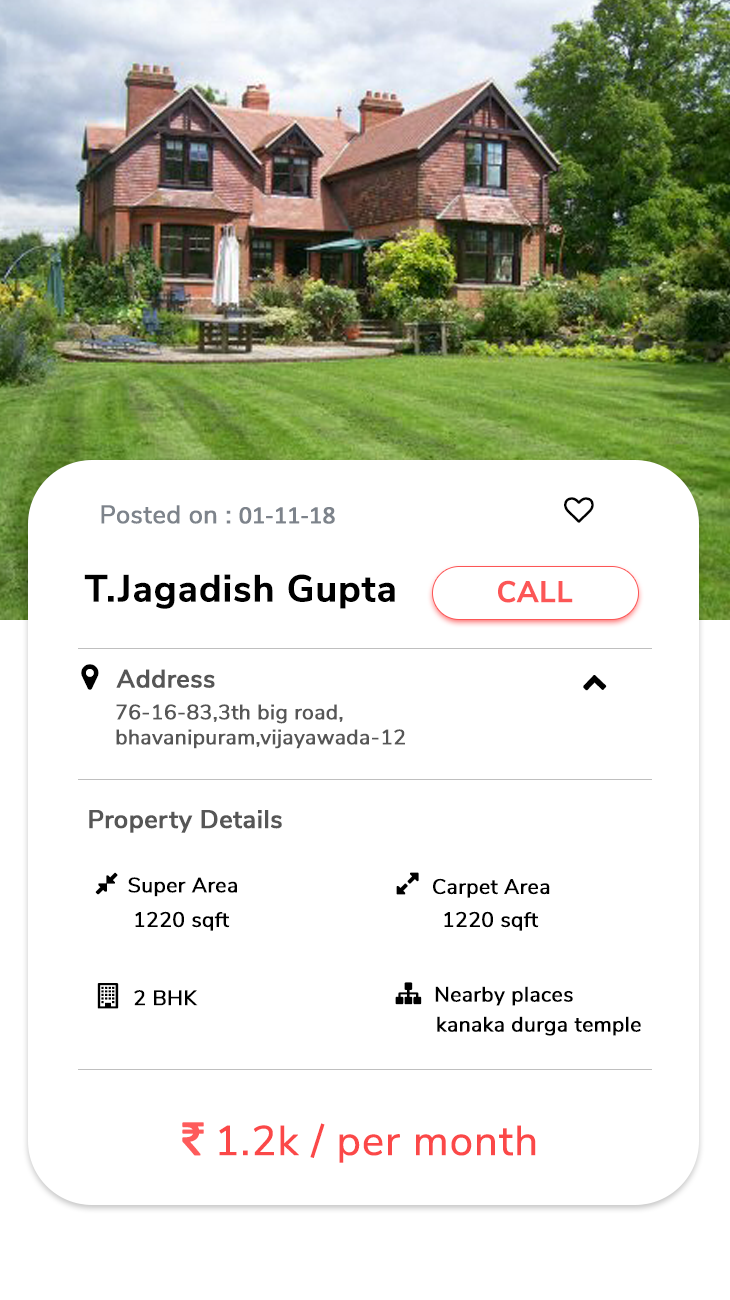 Posted on : 01-11-18
T.Jagadish Gupta
CALL
Address
76-16-83,3th big road,
bhavanipuram,vijayawada-12
Property Details
Super Area
1220 sqft
Carpet Area
1220 sqft
2 BHK
Nearby places
kanaka durga temple
₹ 1.2k / per month